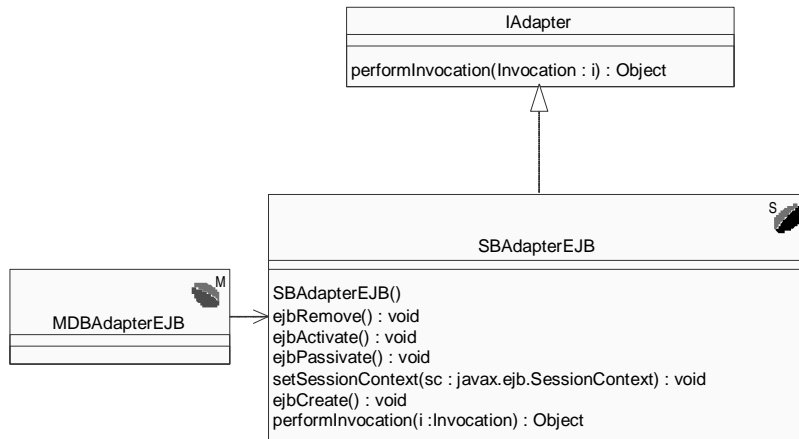 IAdapter
performInvocation(Invocation : i) : Object
S
SBAdapterEJB
SBAdapterEJB()
ejbRemove() : void
ejbActivate() : void
ejbPassivate() : void
setSessionContext(sc : javax.ejb.SessionContext) : void
ejbCreate() : void
performInvocation(i :Invocation) : Object
M
MDBAdapterEJB